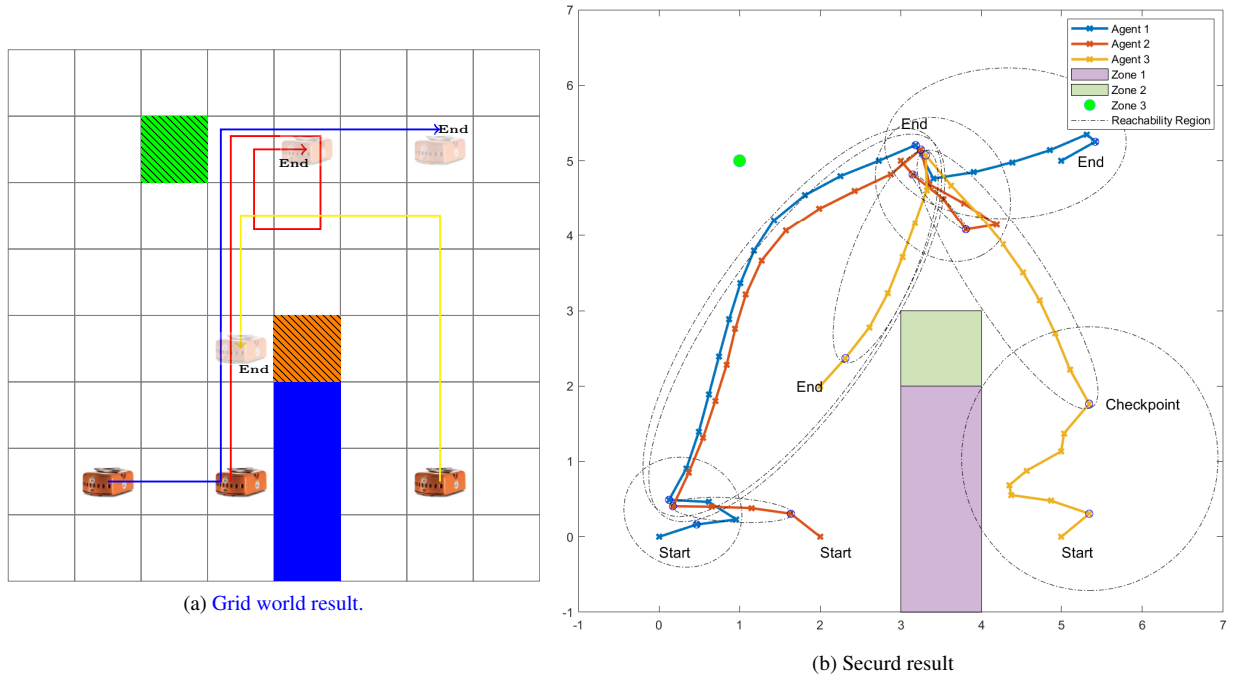 End
End
End
(a) Grid world result.
7
6
5
4
3
2
1
0
-1
-1
0
1
2
3
4
5
6
7
Agent 1
Agent 2
Agent 3
Zone 1
Zone 2
Zone 3
Reachability Region
End
End
End
Checkpoint
Start
Start
Start
(b) Securd result